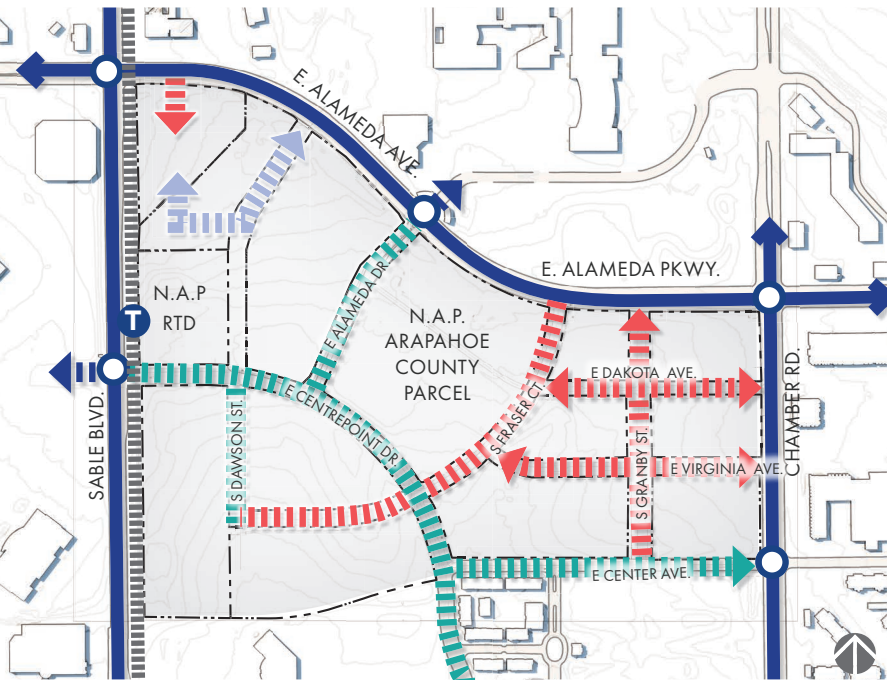 E. ALAMEDA AVE.
E. ALAMEDA PKWY.
N.A.P
RTD
T
E ALAMEDA DR.
N.A.P.
ARAPAHOE
COUNTY
PARCEL
E DAKOTA AVE.
SABLE BLVD.
S DAWSON ST.
E CENTREPOINT DR.
S FRASER CT.
S GRANBY ST.
E VIRGINIA AVE.
CHAMBER RD.
E CENTER AVE.